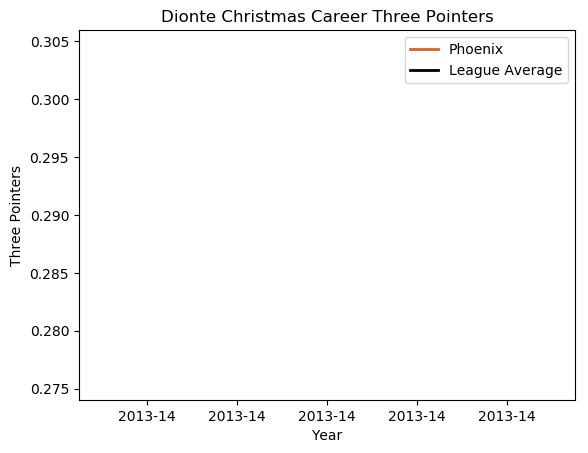 Dionte Christmas Career Three Pointers
Phoenix
League Average
0.305
0.300
0.295
0.290
0.285
0.280
0.275
Three Pointers
2013-14 2013-14 2013-14 2013-14 2013-14
Year